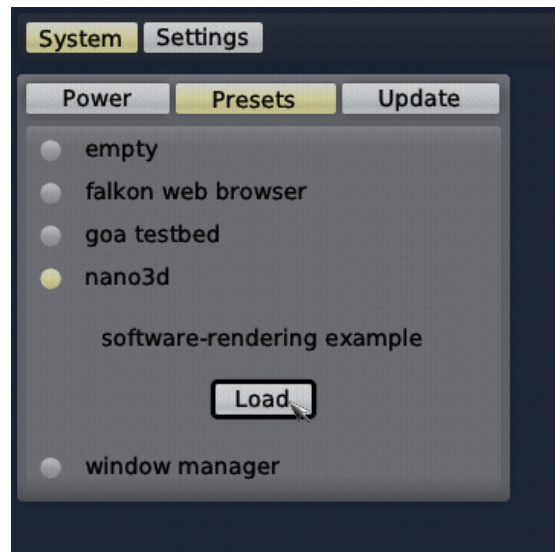 System Settings
Power Presets Update
empty
falkon web browser
goa testbed
nano3d
software-rendering example
Load
window manager